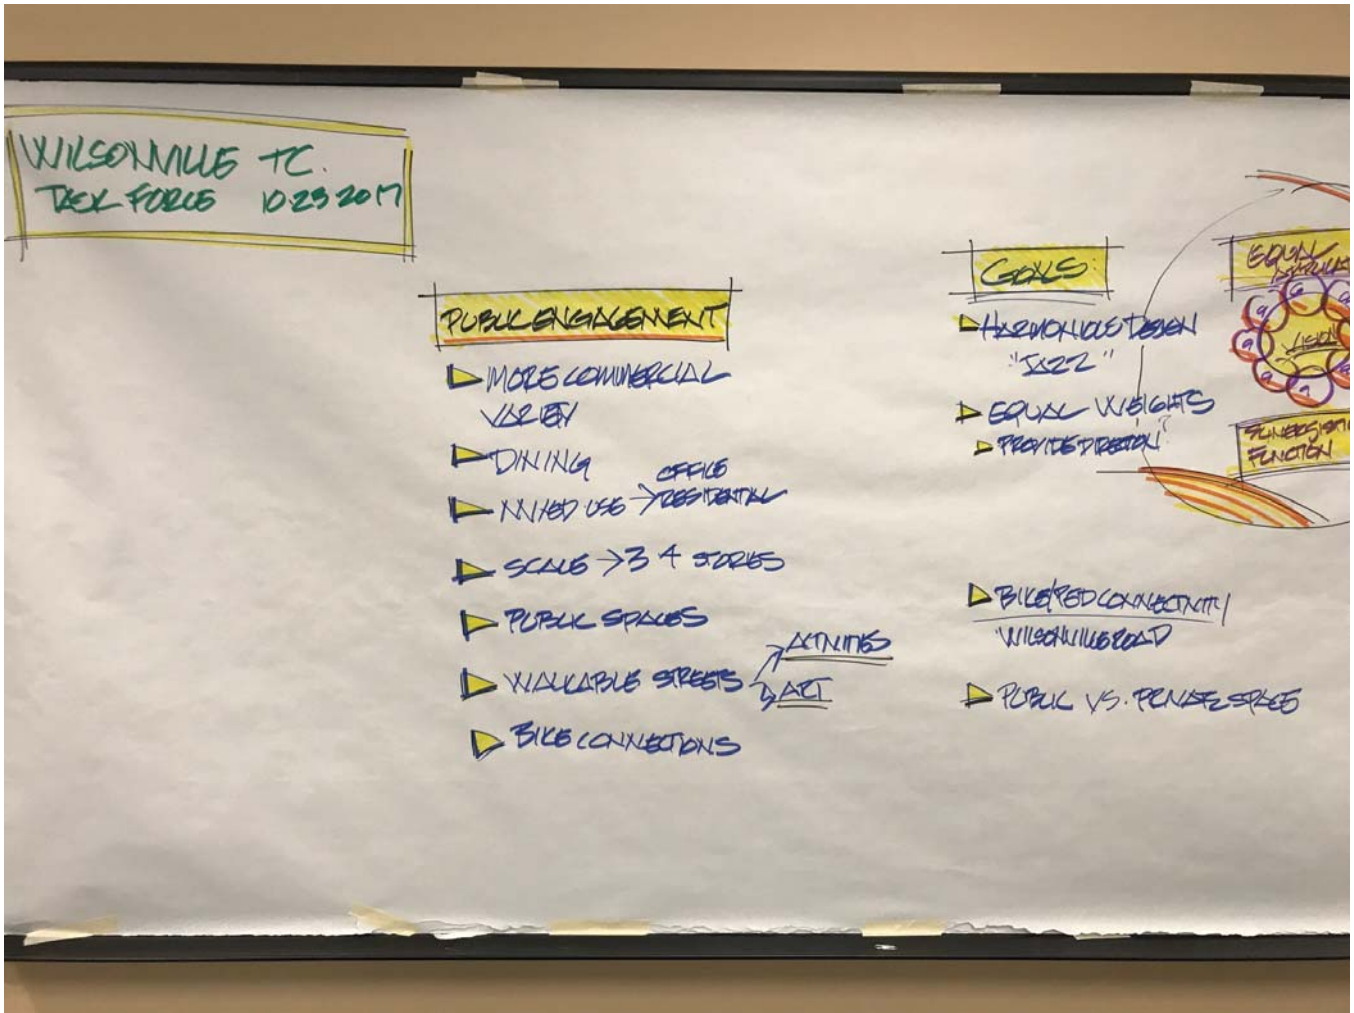 WILSONVILLE TC.
TASK FORCE 10.23 2017
PUBLIC ENGAGEMENT
MORE COMMERCIAL
VARIETY
DINING
MIXED USE → OFFICE
RESIDENTIAL
SCALE → 3 4 STORIES
PUBLIC SPACES
WALKABLE STREETS → ACTIVITIES
→ ART
BIKE CONNECTIONS
GOALS:
HARMONIOUS DESIGN
"JAZZ"
EQUAL WEIGHTS
PROVIDE DIRECTION
BIKE/PED CONNECTIVITY/
WILSONVILLE ROAD
PUBLIC VS. PRIVATE SPACE
EQUAL
VISION
FUNCTION